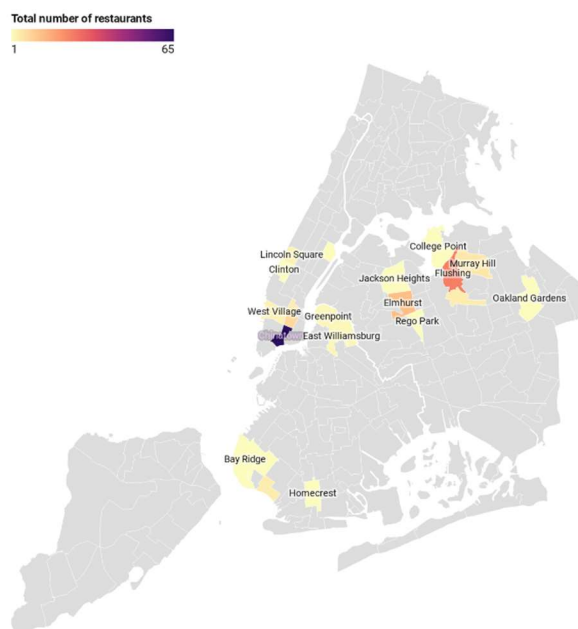 Total number of restaurants
1 65
College Point
Lincoln Square
Murray Hill
Clinton
Flushing
Jackson Heights
Oakland Gardens
Elmhurst
West Village
Greenpoint
Rego Park
Chinatown
East Williamsburg
Bay Ridge
Homecrest